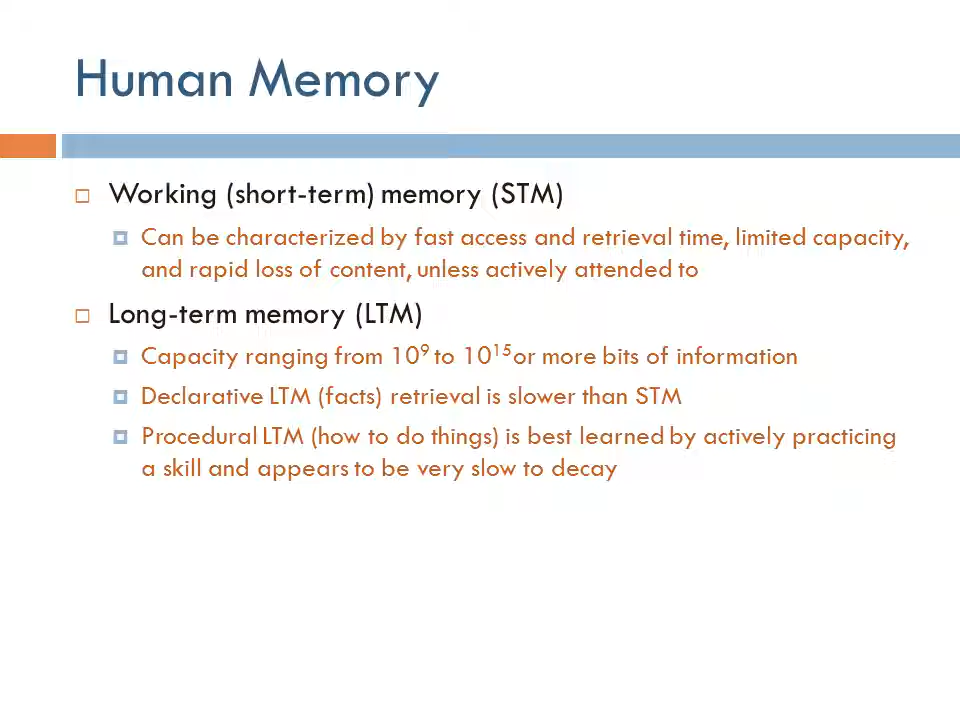 Human Memory
Working (short-term) memory (STM)
Can be characterized by fast access and retrieval time, limited capacity,
and rapid loss of content, unless actively attended to
Long-term memory (LTM)
Capacity ranging from 10⁹ to 10¹⁵ or more bits of information
Declarative LTM (facts) retrieval is slower than STM
Procedural LTM (how to do things) is best learned by actively practicing
a skill and appears to be very slow to decay